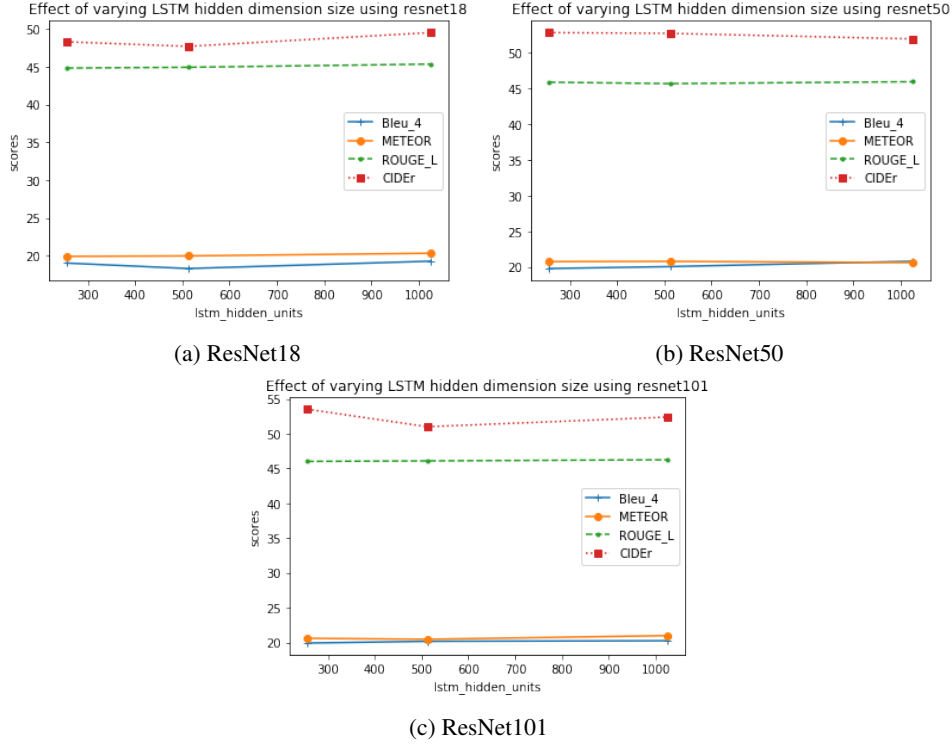 Effect of varying LSTM hidden dimension size using resnet18
50
45
40
35
30
25
20
scores
Bleu_4
METEOR
ROUGE_L
CIDEr
300 400 500 600 700 800 900 1000
lstm_hidden_units
(a) ResNet18
Effect of varying LSTM hidden dimension size using resnet50
50
45
40
35
30
25
20
scores
Bleu_4
METEOR
ROUGE_L
CIDEr
300 400 500 600 700 800 900 1000
lstm_hidden_units
(b) ResNet50
Effect of varying LSTM hidden dimension size using resnet101
55
50
45
40
35
30
25
20
scores
Bleu_4
METEOR
ROUGE_L
CIDEr
300 400 500 600 700 800 900 1000
lstm_hidden_units
(c) ResNet101